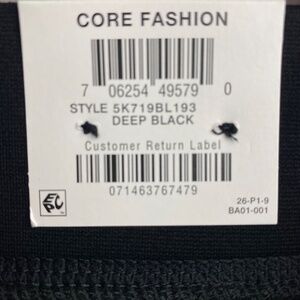 CORE FASHION
7 06254 49579 0
STYLE 5K719BL193
DEEP BLACK
Customer Return Label
071463767479
EPC
26-P1-9
BA01-001